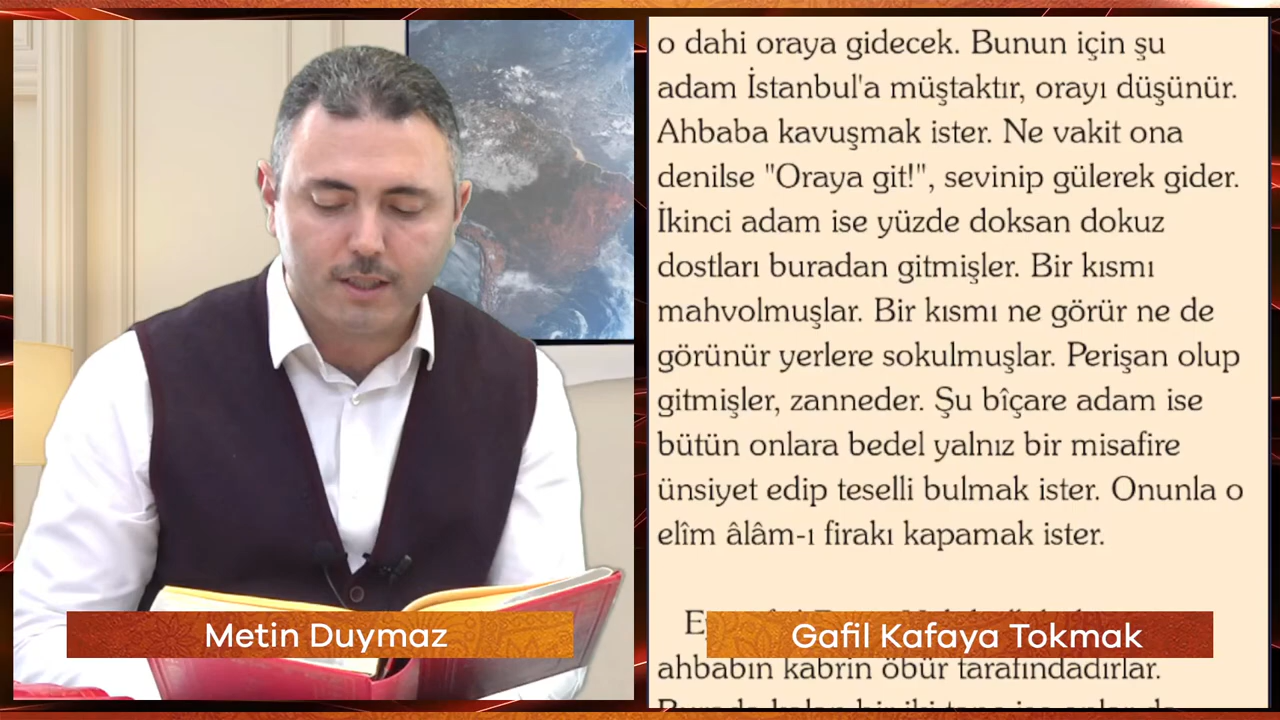 Metin Duymaz
o dahi oraya gidecek. Bunun için şu
adam İstanbul'a müştaktır, orayı düşünür.
Ahbaba kavuşmak ister. Ne vakit ona
denilse "Oraya git!", sevinip gülerek gider.
İkinci adam ise yüzde doksan dokuz
dostları buradan gitmişler. Bir kısmı
mahvolmuşlar. Bir kısmı ne görür ne de
görünür yerlere sokulmuşlar. Perişan olup
gitmişler, zanneder. Şu bîçare adam ise
bütün onlara bedel yalnız bir misafire
ünsiyet edip teselli bulmak ister. Onunla o
elîm âlâm-ı firakı kapamak ister.
Gafil Kafaya Tokmak
ahbabın kabrin öbür tarafındadırlar.